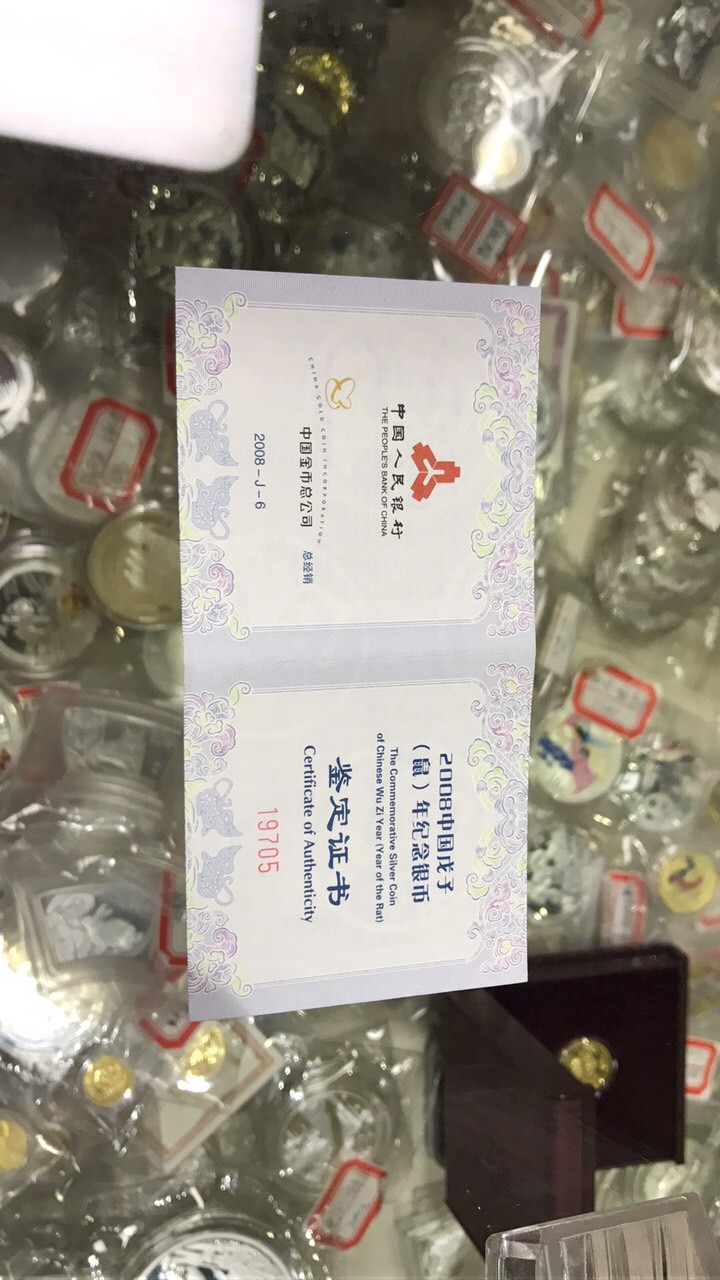 中国人民银行
THE PEOPLE'S BANK OF CHINA
CHINA GOLD COIN INCORPORATION
中国金币总公司 总经销
2008-J-6
2008中国戊子
（鼠）年纪念银币
The Commemorative Silver Coin
of Chinese Wu Zi Year (Year of the Rat)
鉴定证书
Certificate of Authenticity
19705